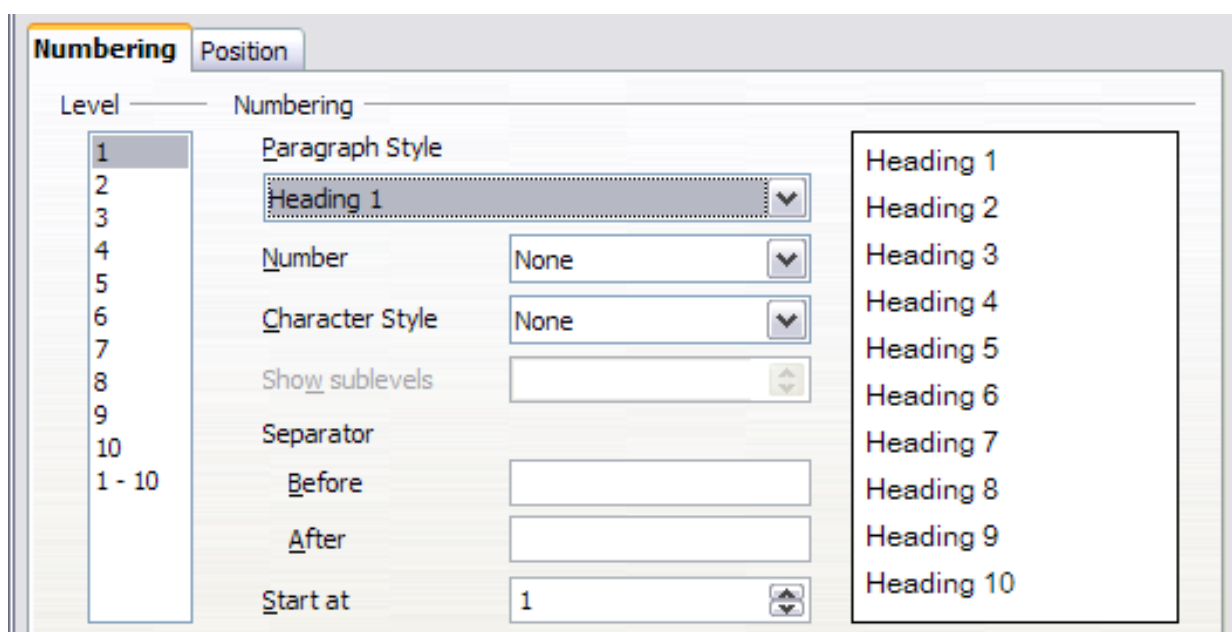 Numbering Position
Level Numbering
1
2
3
4
5
6
7
8
9
10
1 - 10
Paragraph Style
Heading 1
Number None
Character Style None
Show sublevels
Separator
Before
After
Start at 1
Heading 1
Heading 2
Heading 3
Heading 4
Heading 5
Heading 6
Heading 7
Heading 8
Heading 9
Heading 10